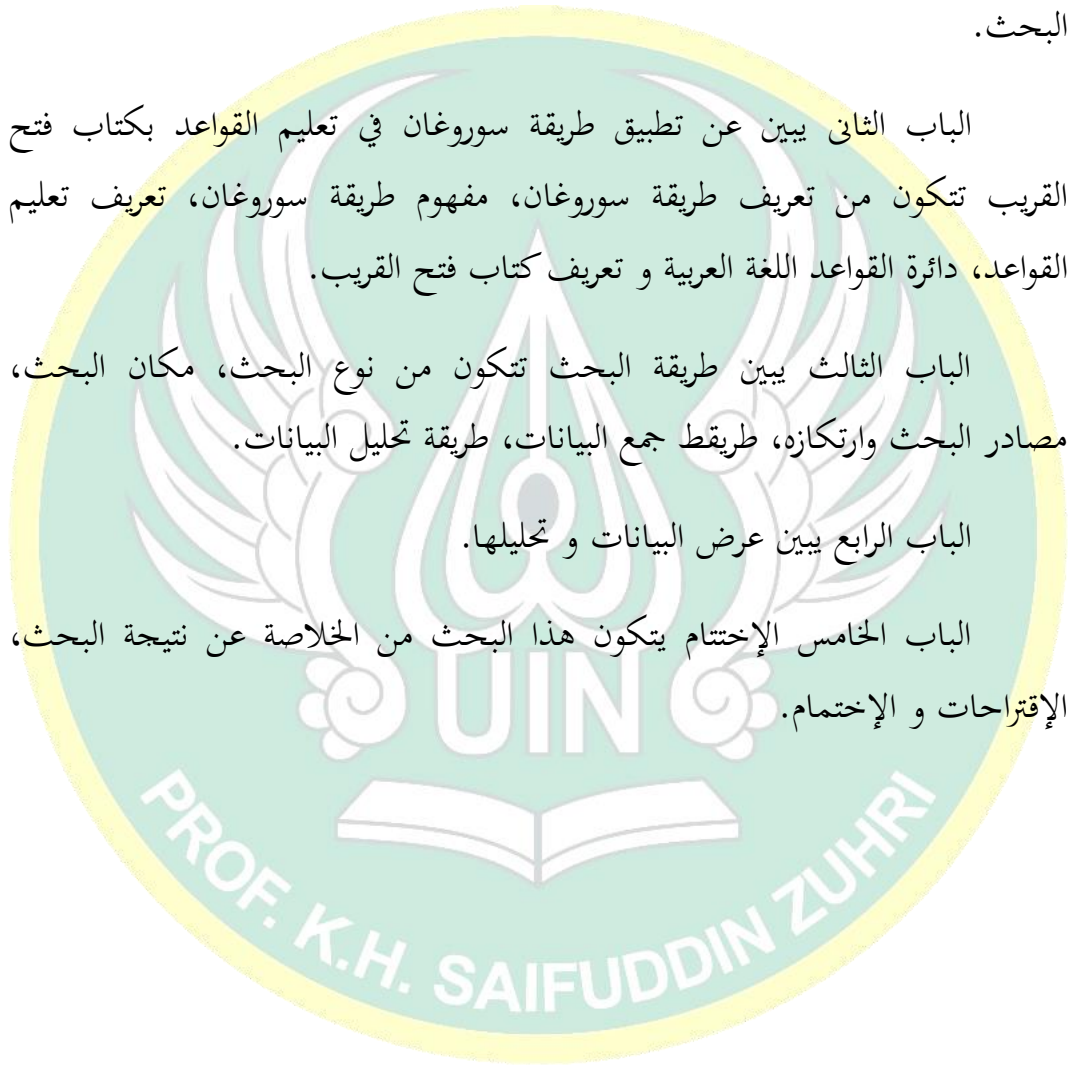 البحث.
الباب الثانى يبين عن تطبيق طريقة سوروغان في تعليم القواعد بكتاب فتح
القريب تتكون من تعريف طريقة سوروغان، مفهوم طريقة سوروغان، تعريف تعليم
القواعد، دائرة القواعد اللغة العربية و تعريف كتاب فتح القريب.
الباب الثالث يبين طريقة البحث تتكون من نوع البحث، مكان البحث،
مصادر البحث وارتكازه، طريقط جمع البيانات، طريقة تحليل البيانات.
الباب الرابع يبين عرض البيانات و تحليلها.
الباب الخامس الإختتام يتكون هذا البحث من الخلاصة عن نتيجة البحث،
الإقتراحات و الإختمام.
UIN
PROF. K.H. SAIFUDDIN ZUHRI